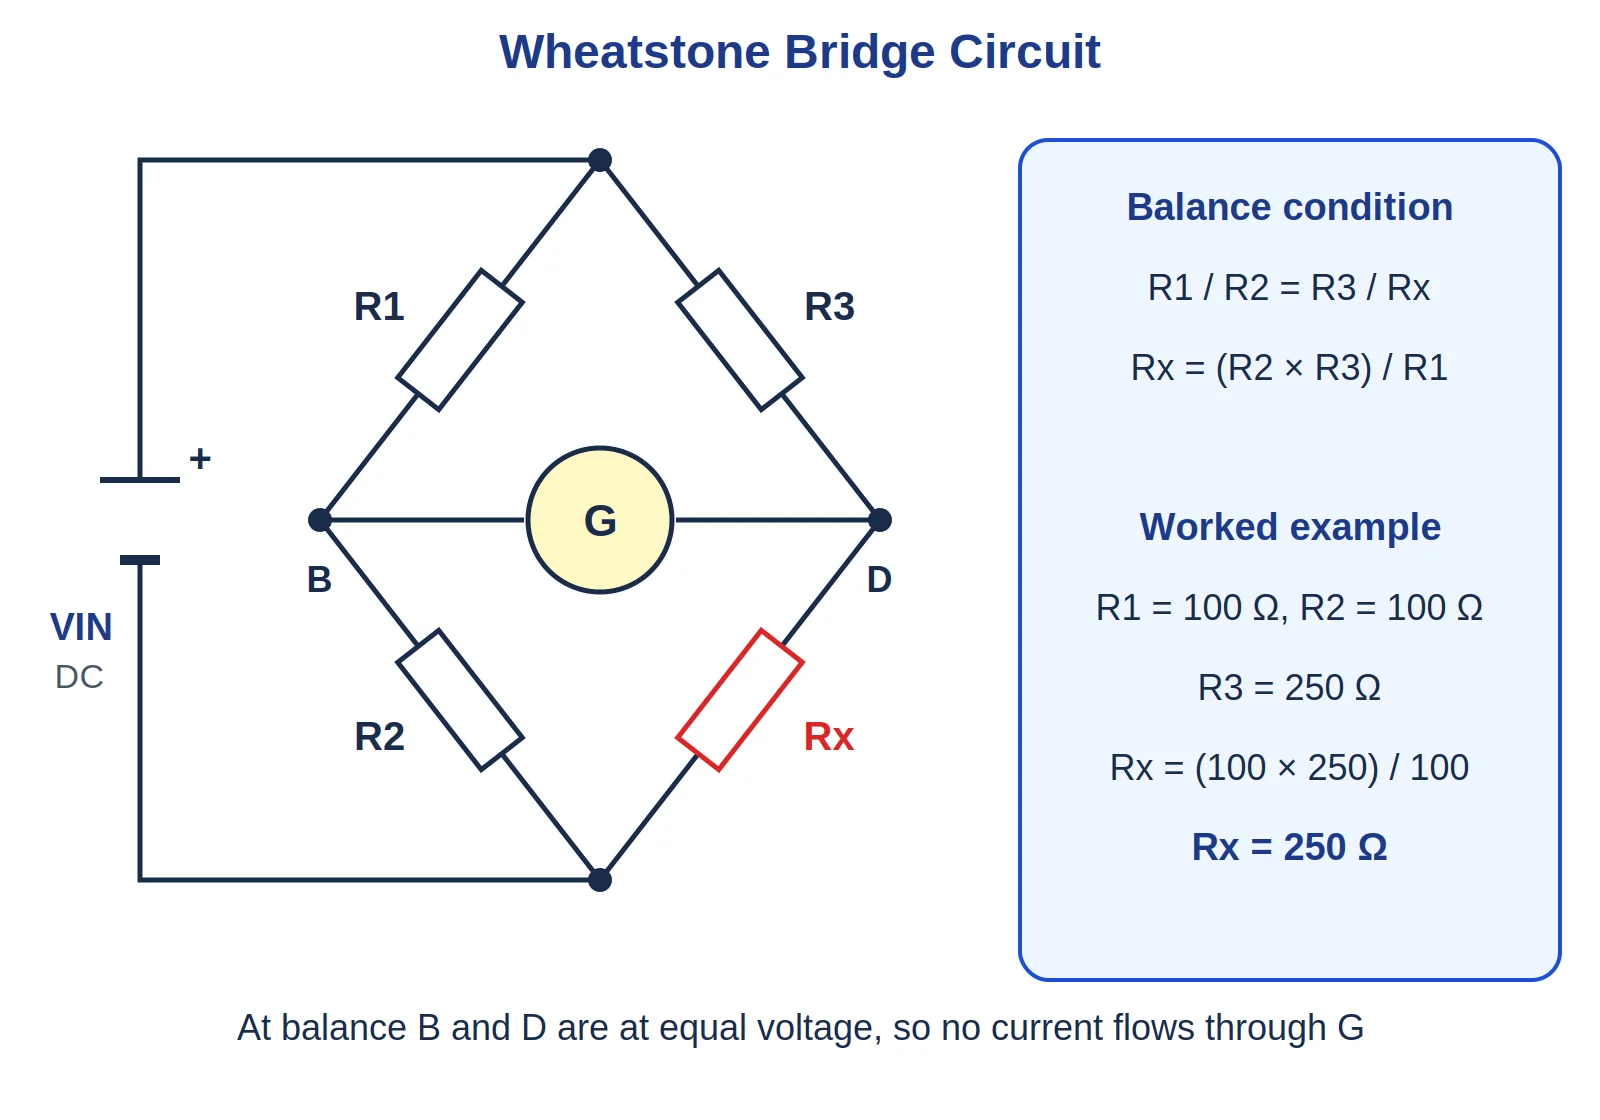 Wheatstone Bridge Circuit
R1
R3
+
G
B
D
VIN
DC
R2
Rx
Balance condition
R1 / R2 = R3 / Rx
Rx = (R2 × R3) / R1
Worked example
R1 = 100 Ω, R2 = 100 Ω
R3 = 250 Ω
Rx = (100 × 250) / 100
Rx = 250 Ω
At balance B and D are at equal voltage, so no current flows through G